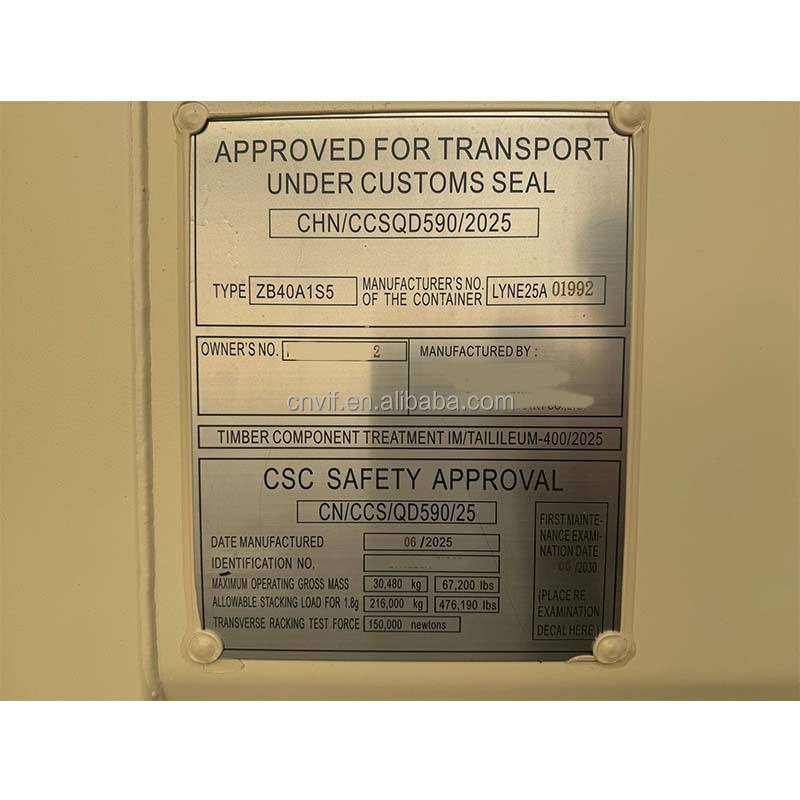 APPROVED FOR TRANSPORT
UNDER CUSTOMS SEAL
CHN/CCSQD590/2025
TYPE ZB40A1S5 MANUFACTURER'S NO. OF THE CONTAINER LYNE25A 01992
OWNER'S NO. 2 MANUFACTURED BY :
cnvif.en.alibaba.com
TIMBER COMPONENT TREATMENT IM/TAILILEUM-400/2025
CSC SAFETY APPROVAL
CN/CCS/QD590/25
DATE MANUFACTURED 06 /2025
IDENTIFICATION NO.
MAXIMUM OPERATING GROSS MASS 30,480 kg 67,200 lbs
ALLOWABLE STACKING LOAD FOR 1.8g 216,000 kg 476,190 lbs
TRANSVERSE RACKING TEST FORCE 150,000 newtons
FIRST MAINTE-
NANCE EXAMI-
NATION DATE
06 /2030
(PLACE RE
EXAMINATION
DECAL HERE )